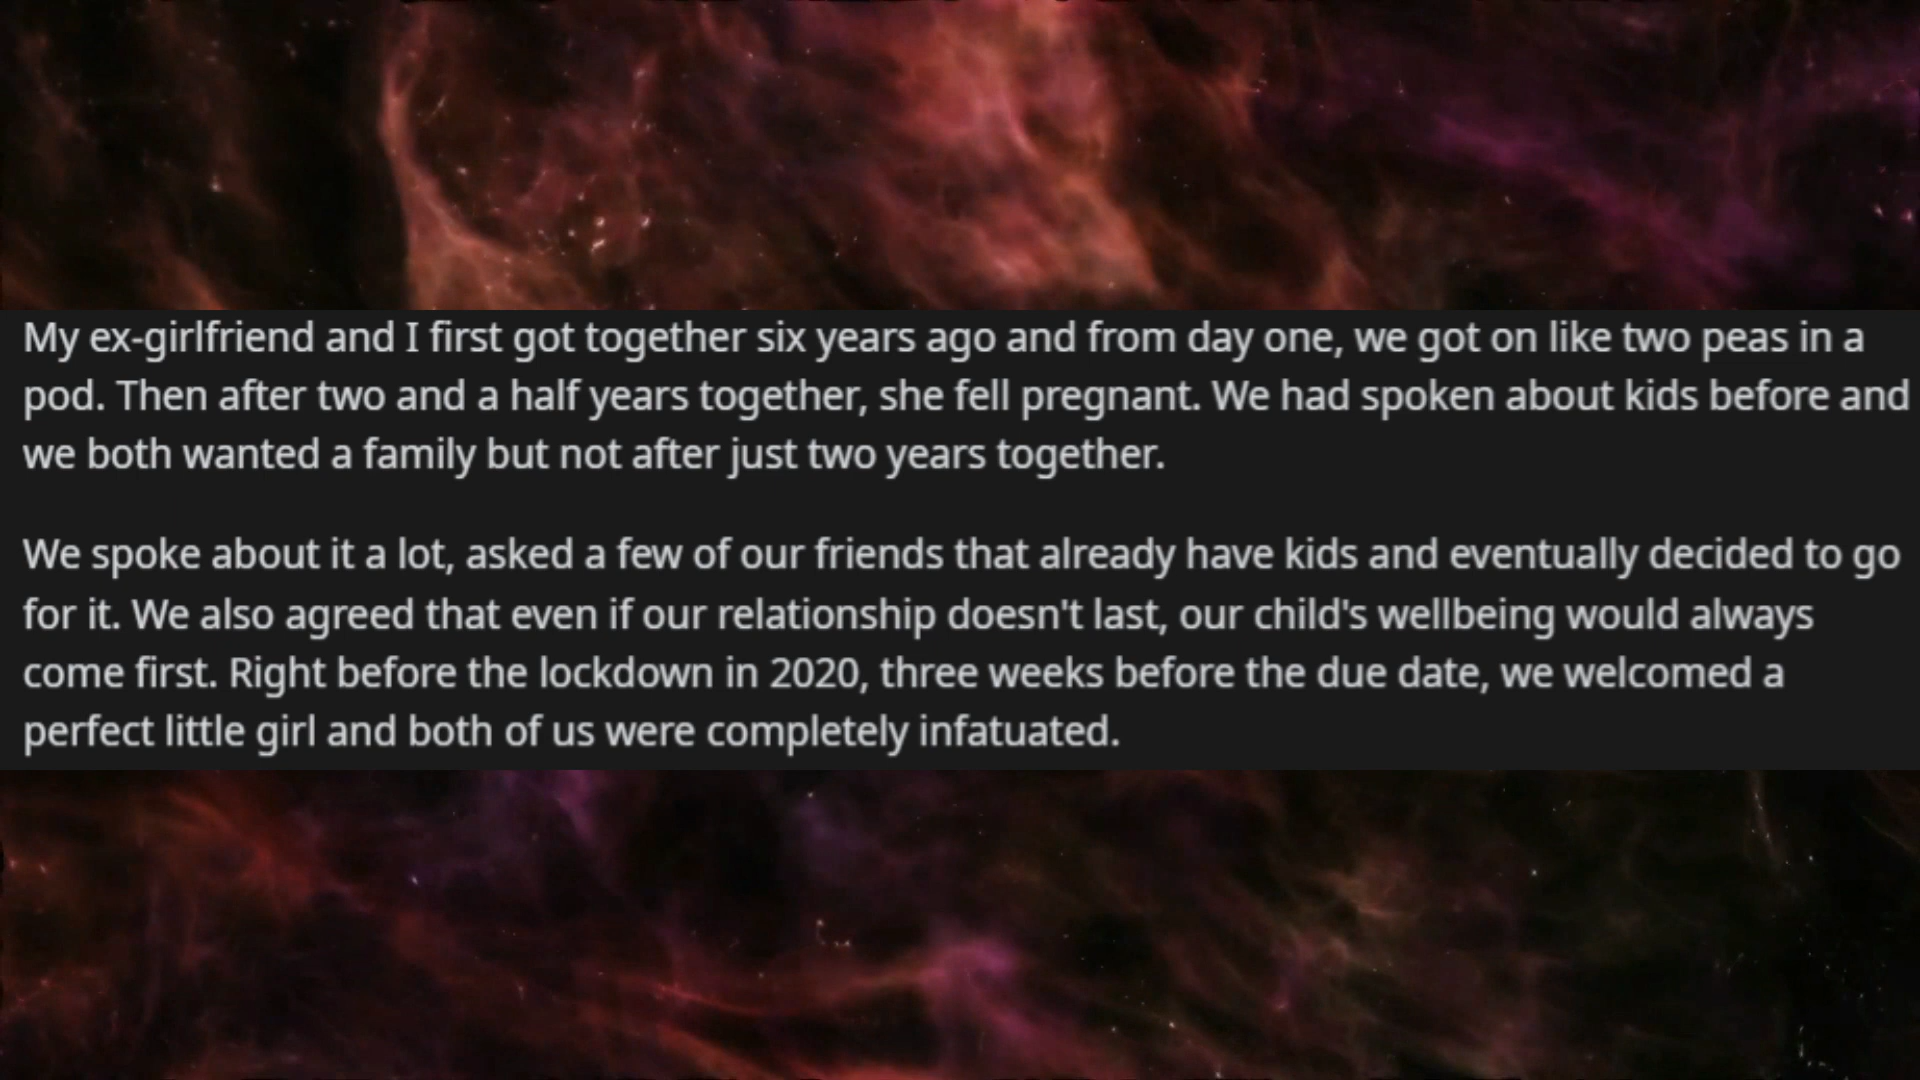 My ex-girlfriend and I first got together six years ago and from day one, we got on like two peas in a
pod. Then after two and a half years together, she fell pregnant. We had spoken about kids before and
we both wanted a family but not after just two years together.
We spoke about it a lot, asked a few of our friends that already have kids and eventually decided to go
for it. We also agreed that even if our relationship doesn't last, our child's wellbeing would always
come first. Right before the lockdown in 2020, three weeks before the due date, we welcomed a
perfect little girl and both of us were completely infatuated.